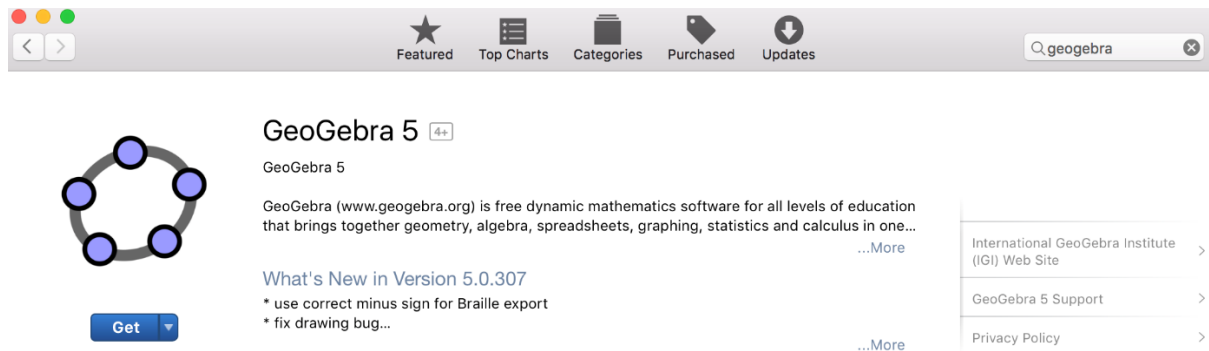 Featured
Top Charts
Categories
Purchased
Updates
geogebra
GeoGebra 5 4+
GeoGebra 5
GeoGebra (www.geogebra.org) is free dynamic mathematics software for all levels of education
that brings together geometry, algebra, spreadsheets, graphing, statistics and calculus in one...
...More
What's New in Version 5.0.307
* use correct minus sign for Braille export
* fix drawing bug...
...More
Get
International GeoGebra Institute
(IGI) Web Site
GeoGebra 5 Support
Privacy Policy